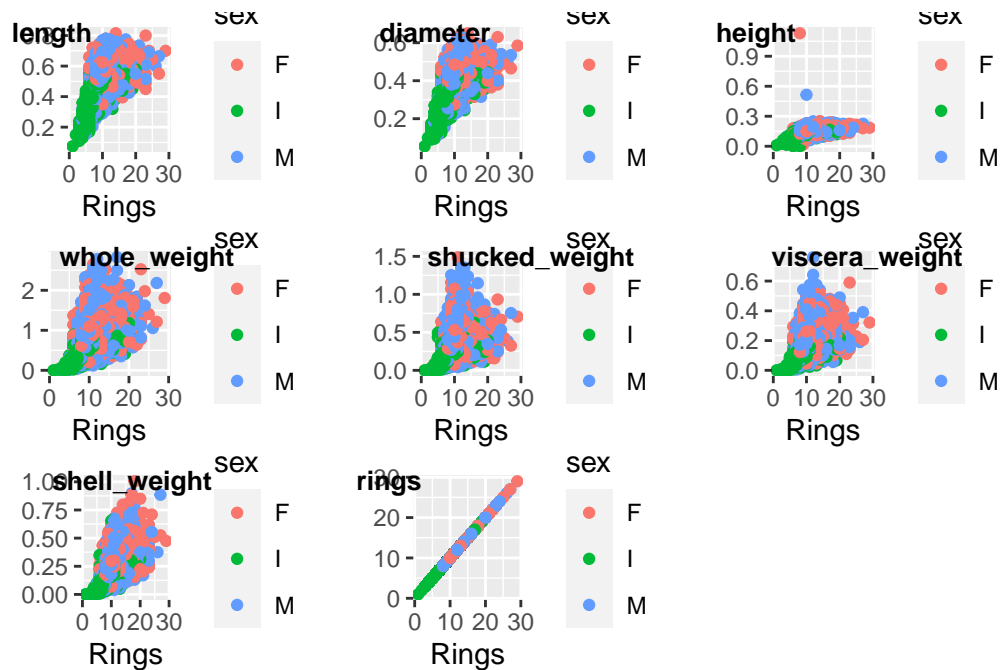 length
sex
0.8
0.6
0.4
0.2
0 10 20 30
Rings
F
I
M
diameter
sex
0.6
0.4
0.2
0 10 20 30
Rings
F
I
M
height
sex
0.9
0.6
0.3
0.0
0 10 20 30
Rings
F
I
M
whole_weight
sex
2
1
0
0 10 20 30
Rings
F
I
M
shucked_weight
sex
1.5
1.0
0.5
0.0
0 10 20 30
Rings
F
I
M
viscera_weight
sex
0.6
0.4
0.2
0.0
0 10 20 30
Rings
F
I
M
shell_weight
sex
1.00
0.75
0.50
0.25
0.00
0 10 20 30
Rings
F
I
M
rings
sex
30
20
10
0
0 10 20 30
Rings
F
I
M